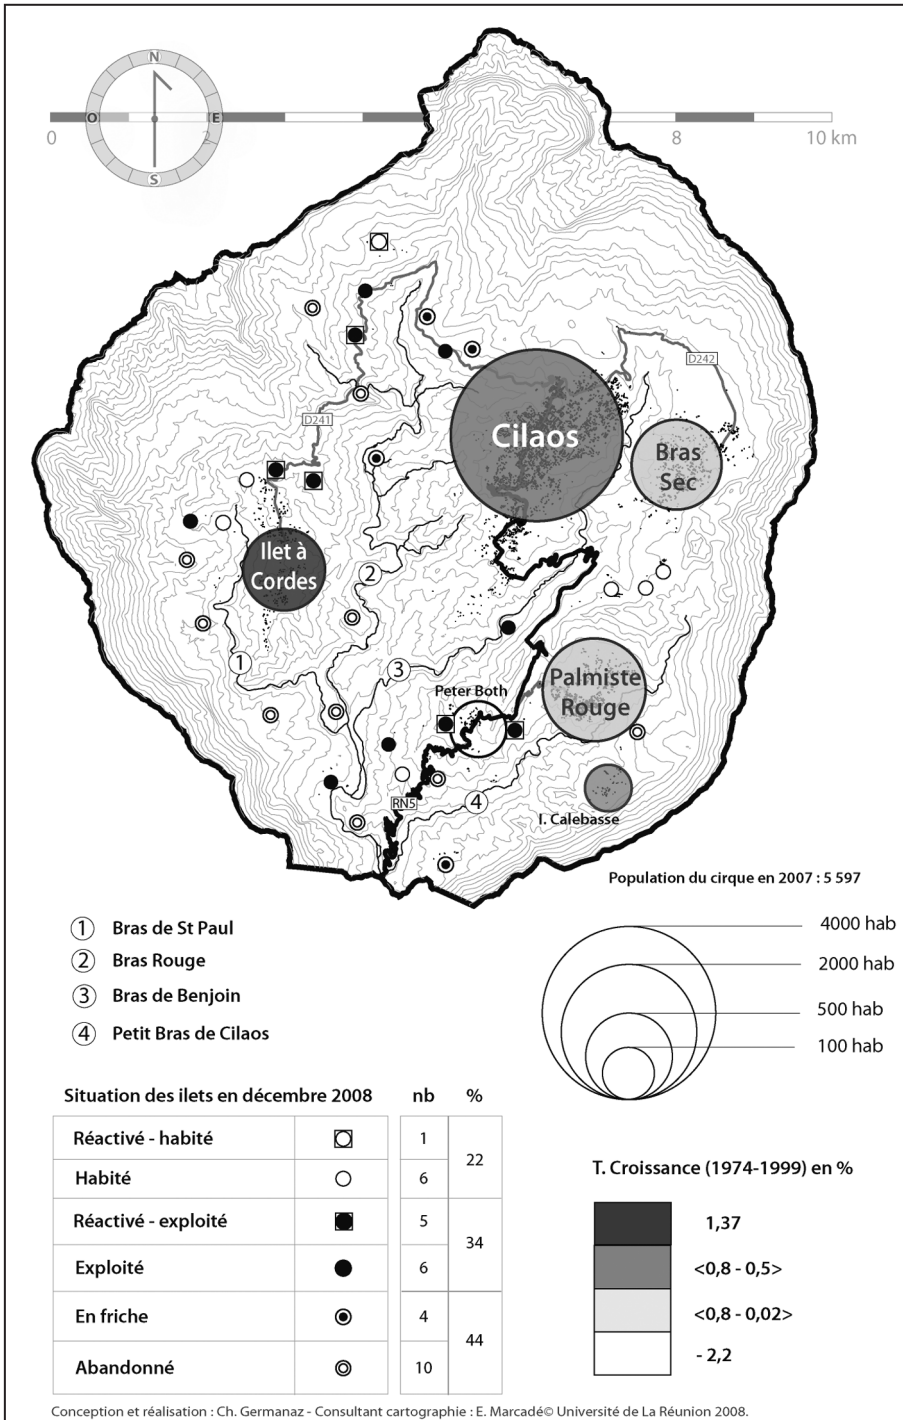 N
O
E
S
0
2
8
10 km
D242
D241
Cilaos
Bras
Sec
Ilet à
Cordes
2
1
3
Peter Both
Palmiste
Rouge
RN5
4
I. Calebasse
Population du cirque en 2007 : 5 597
1 Bras de St Paul
2 Bras Rouge
3 Bras de Benjoin
4 Petit Bras de Cilaos
4000 hab
2000 hab
500 hab
100 hab
Situation des ilets en décembre 2008 nb %
Réactivé - habité 1
22
Habité 6
Réactivé - exploité 5
34
Exploité 6
En friche 4
44
Abandonné 10
T. Croissance (1974-1999) en %
1,37
<0,8 - 0,5>
<0,8 - 0,02>
- 2,2
Conception et réalisation : Ch. Germanaz - Consultant cartographie : E. Marcadé© Université de La Réunion 2008.